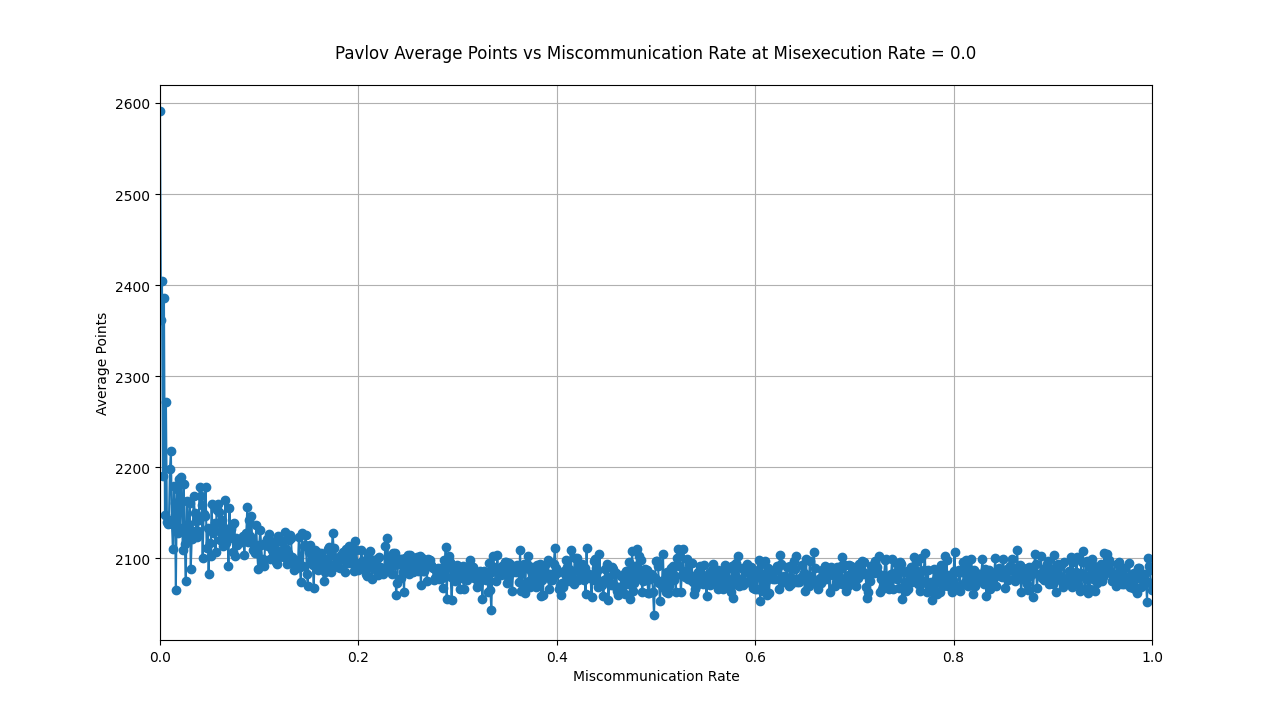 Pavlov Average Points vs Miscommunication Rate at Misexecution Rate = 0.0
2600
2500
2400
2300
2200
2100
Average Points
0.0 0.2 0.4 0.6 0.8 1.0
Miscommunication Rate